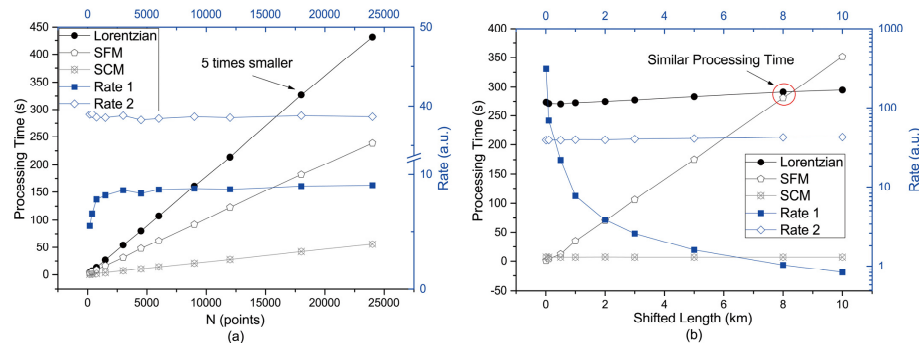 0 5000 10000 15000 20000 25000
450
400
350
300
250
200
150
100
50
0
Processing Time (s)
Lorentzian
SFM
SCM
Rate 1
Rate 2
5 times smaller
50
40
10
0
Rate (a.u.)
0 5000 10000 15000 20000 25000
N (points)
(a)
0 2 4 6 8 10
400
350
300
250
200
150
100
50
0
-50
Processing Time (s)
Similar Processing Time
Lorentzian
SFM
SCM
Rate 1
Rate 2
1000
100
10
1
Rate (a.u.)
0 2 4 6 8 10
Shifted Length (km)
(b)